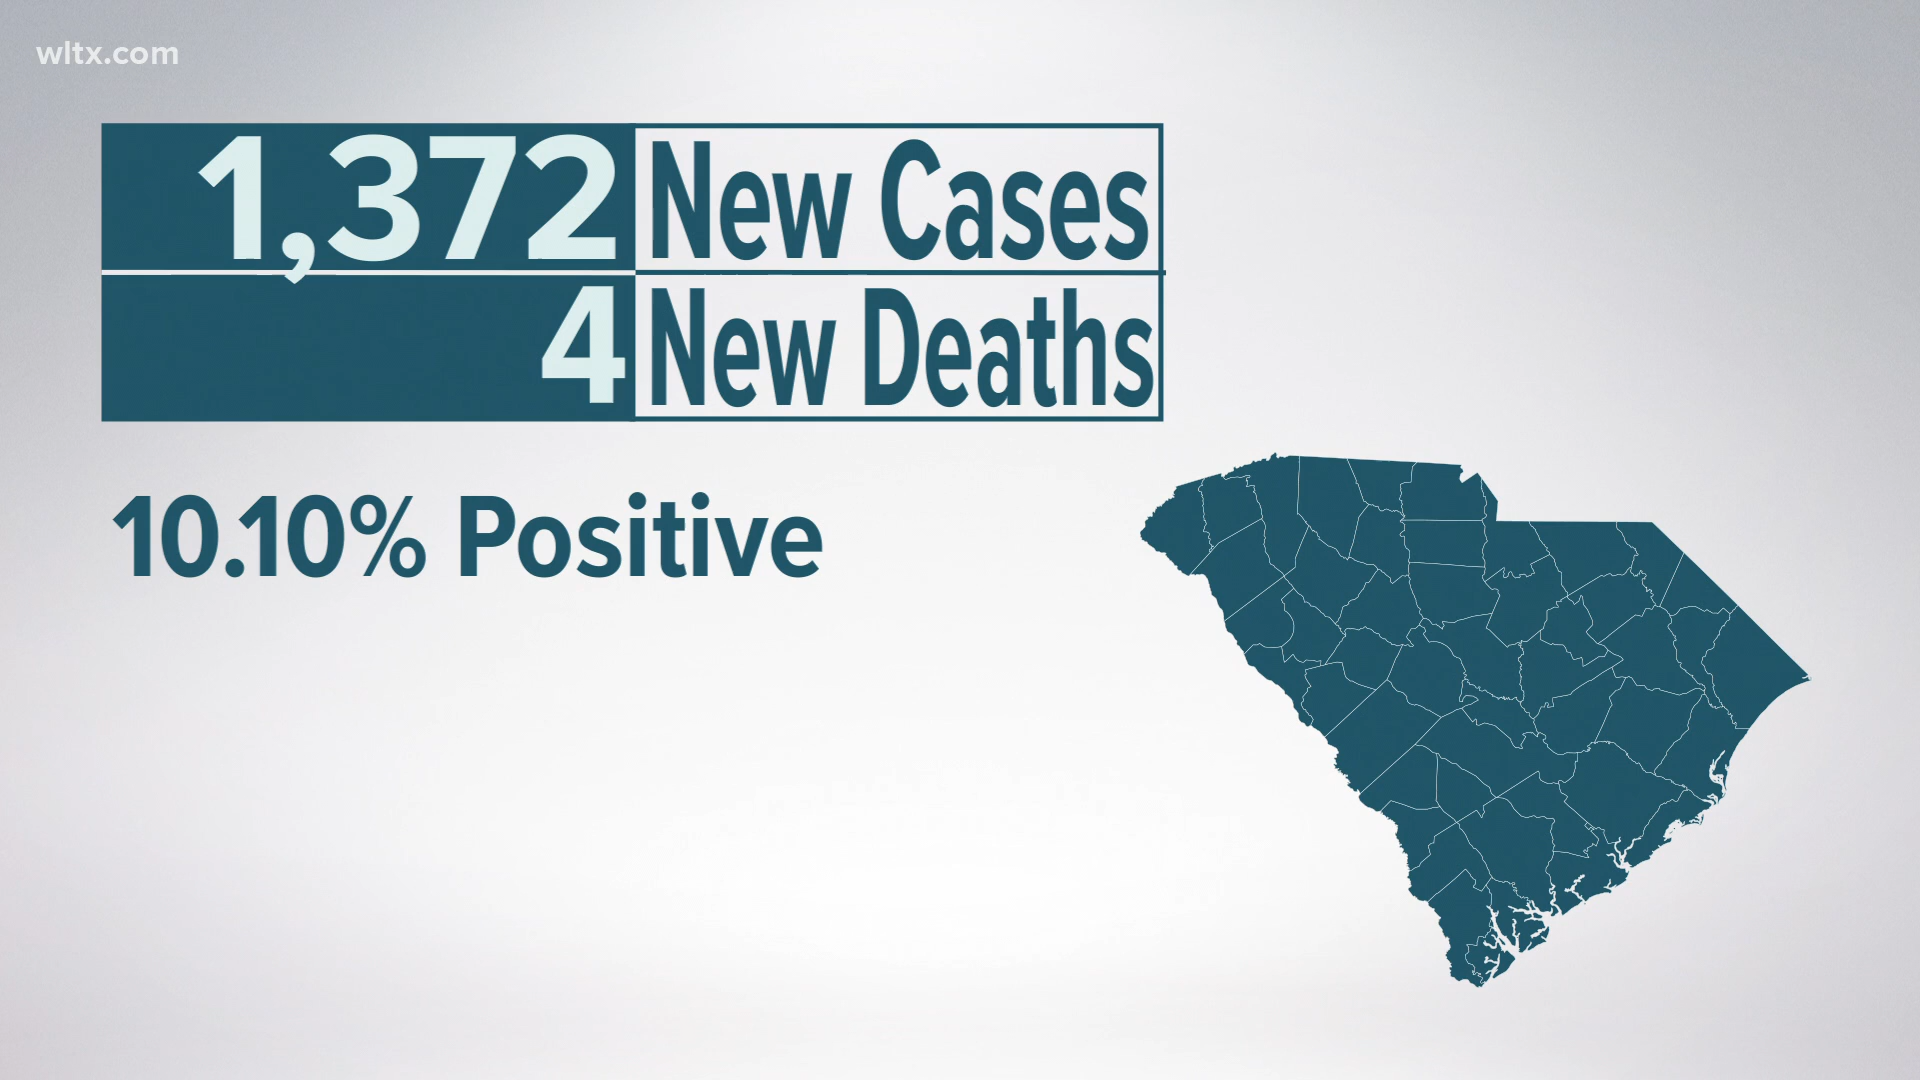 wltx.com
1,372 New Cases
4 New Deaths
10.10% Positive